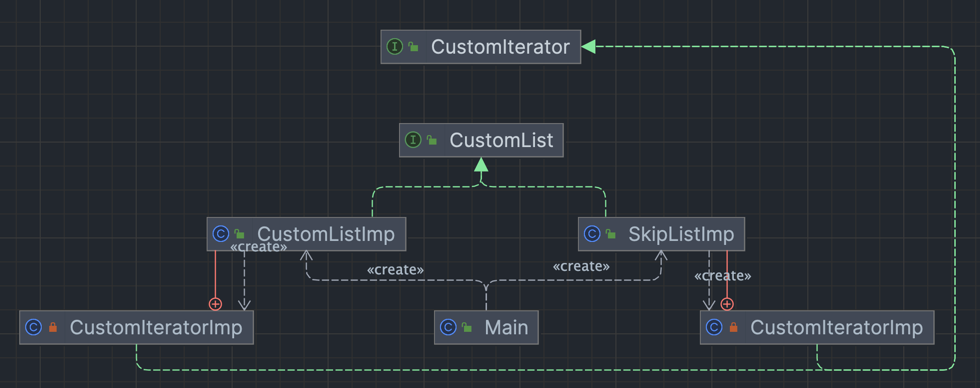 CustomIterator
CustomList
CustomListImp
SkipListImp
«create»
«create»
«create»
«create»
CustomIteratorImp
Main
CustomIteratorImp